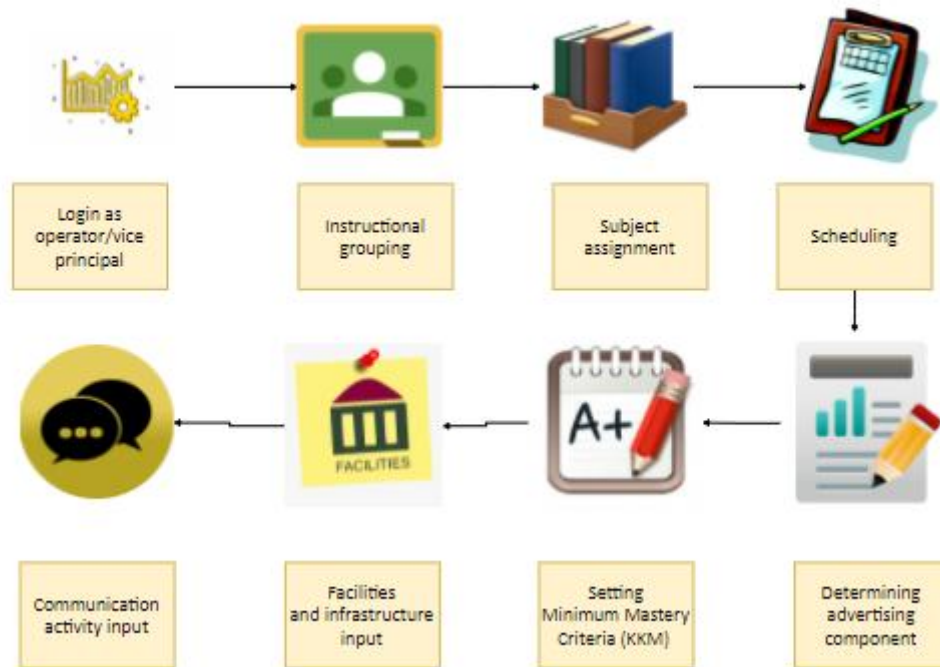 Login as
operator/vice
principal
Instructional
grouping
Subject
assignment
Scheduling
A+
FACILITIES
Communication
activity input
Facilities
and infrastructure
input
Setting
Minimum Mastery
Criteria (KKM)
Determining
advertising
component